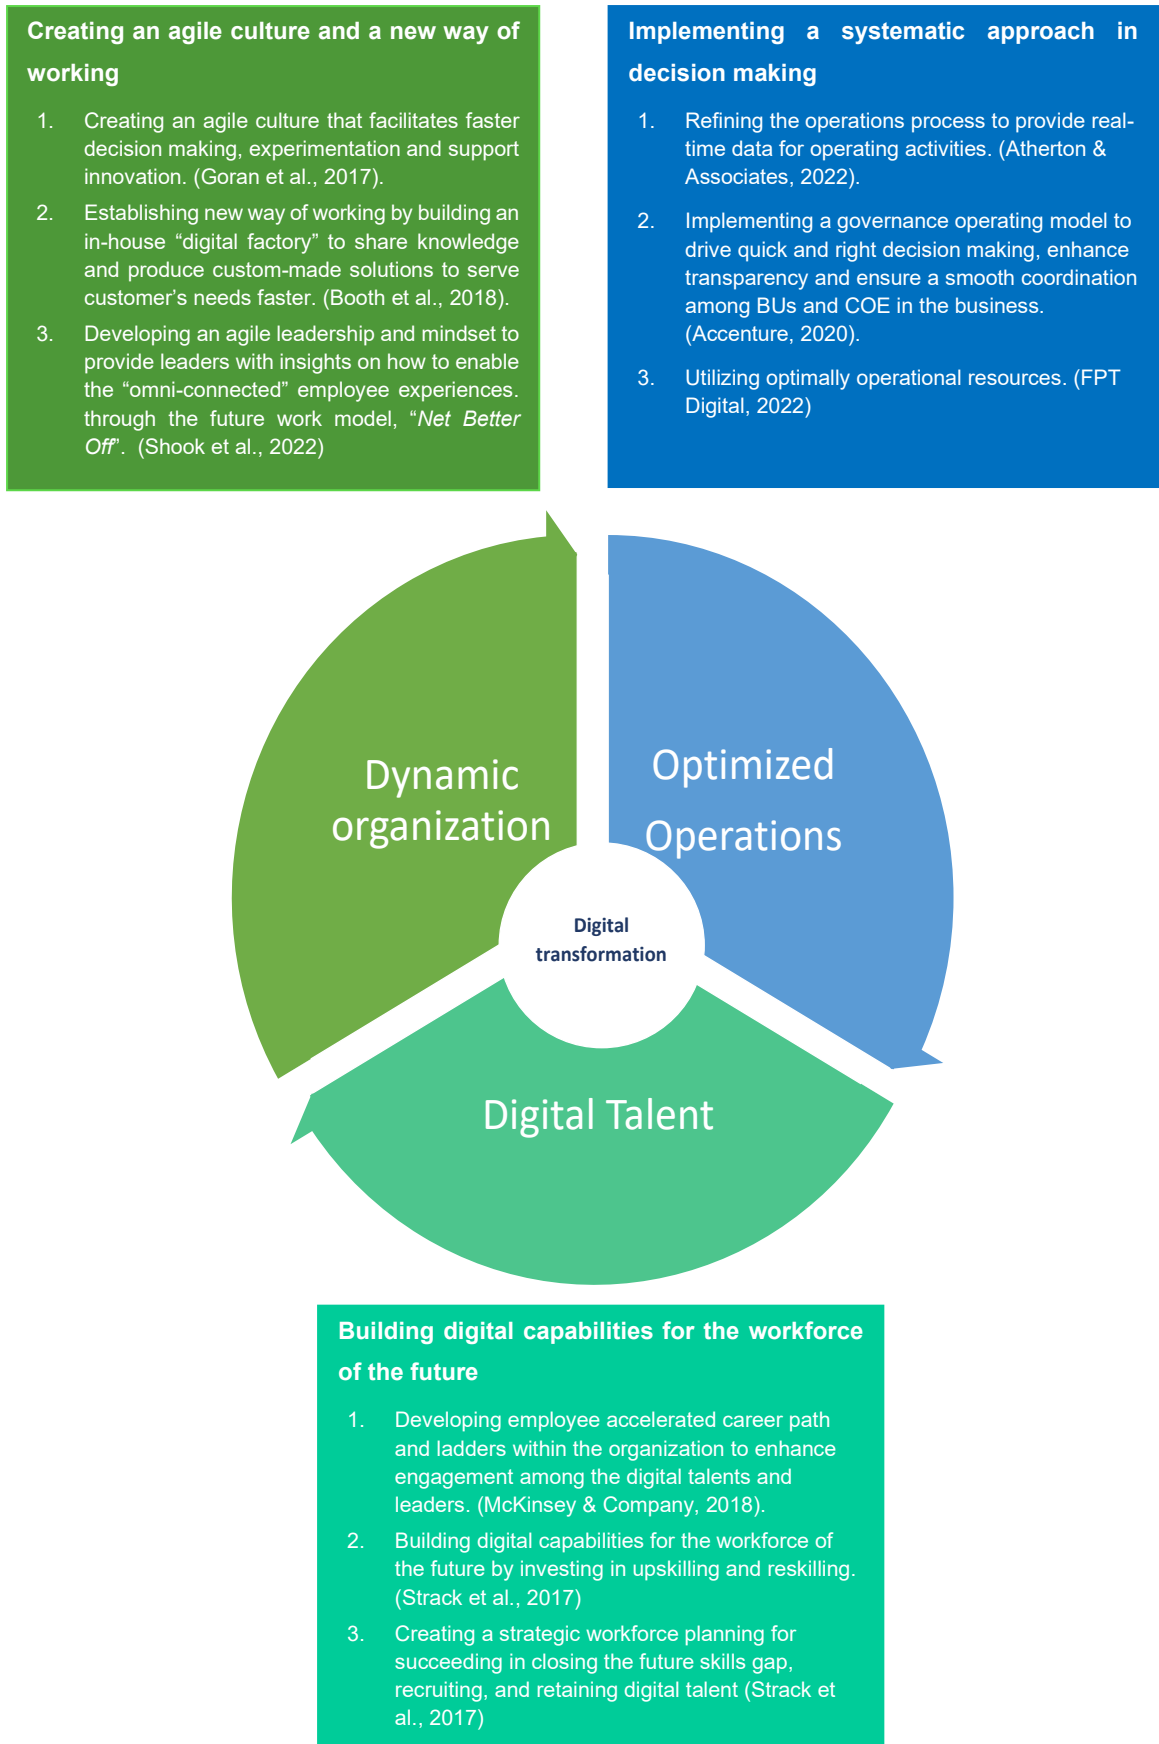 Creating an agile culture and a new way of
working
1. Creating an agile culture that facilitates faster
decision making, experimentation and support
innovation. (Goran et al., 2017).
2. Establishing new way of working by building an
in-house “digital factory” to share knowledge
and produce custom-made solutions to serve
customer’s needs faster. (Booth et al., 2018).
3. Developing an agile leadership and mindset to
provide leaders with insights on how to enable
the “omni-connected” employee experiences.
through the future work model, “Net Better
Off”. (Shook et al., 2022)
Implementing a systematic approach in
decision making
1. Refining the operations process to provide real-
time data for operating activities. (Atherton &
Associates, 2022).
2. Implementing a governance operating model to
drive quick and right decision making, enhance
transparency and ensure a smooth coordination
among BUs and COE in the business.
(Accenture, 2020).
3. Utilizing optimally operational resources. (FPT
Digital, 2022)
Dynamic
organization
Optimized
Operations
Digital
transformation
Digital Talent
Building digital capabilities for the workforce
of the future
1. Developing employee accelerated career path
and ladders within the organization to enhance
engagement among the digital talents and
leaders. (McKinsey & Company, 2018).
2. Building digital capabilities for the workforce of
the future by investing in upskilling and reskilling.
(Strack et al., 2017)
3. Creating a strategic workforce planning for
succeeding in closing the future skills gap,
recruiting, and retaining digital talent (Strack et
al., 2017)